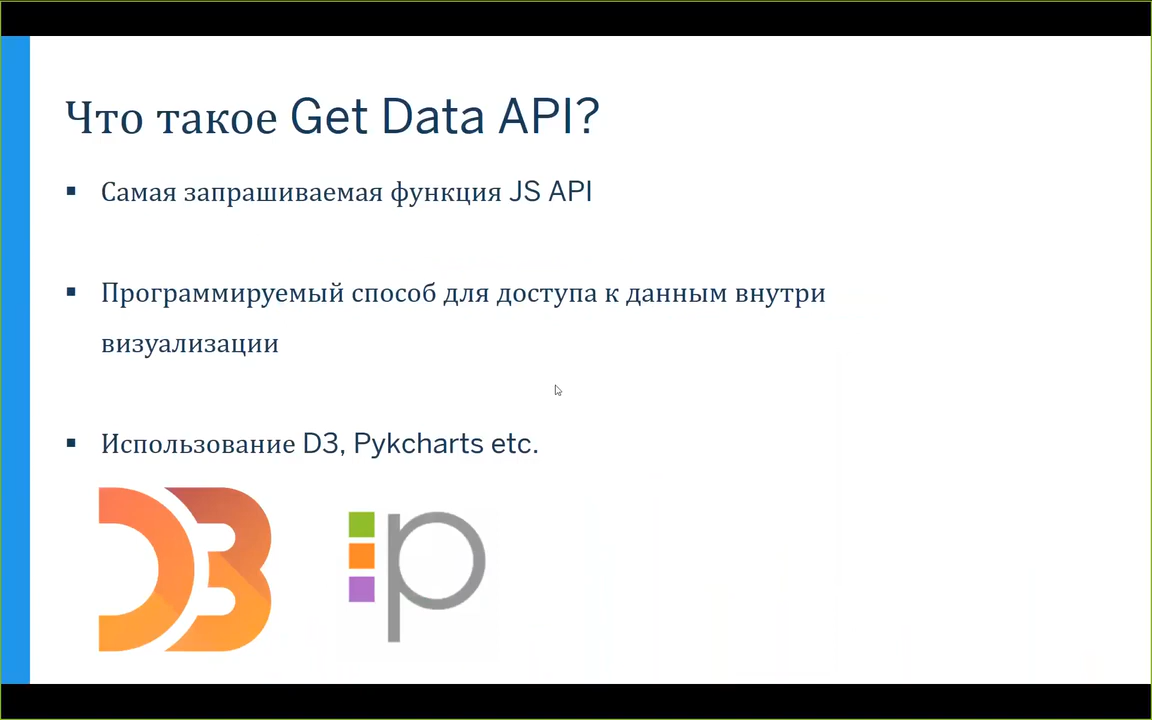 Что такое Get Data API?
Самая запрашиваемая функция JS API
Программируемый способ для доступа к данным внутри
визуализации
Использование D3, Pykcharts etc.
D3
p